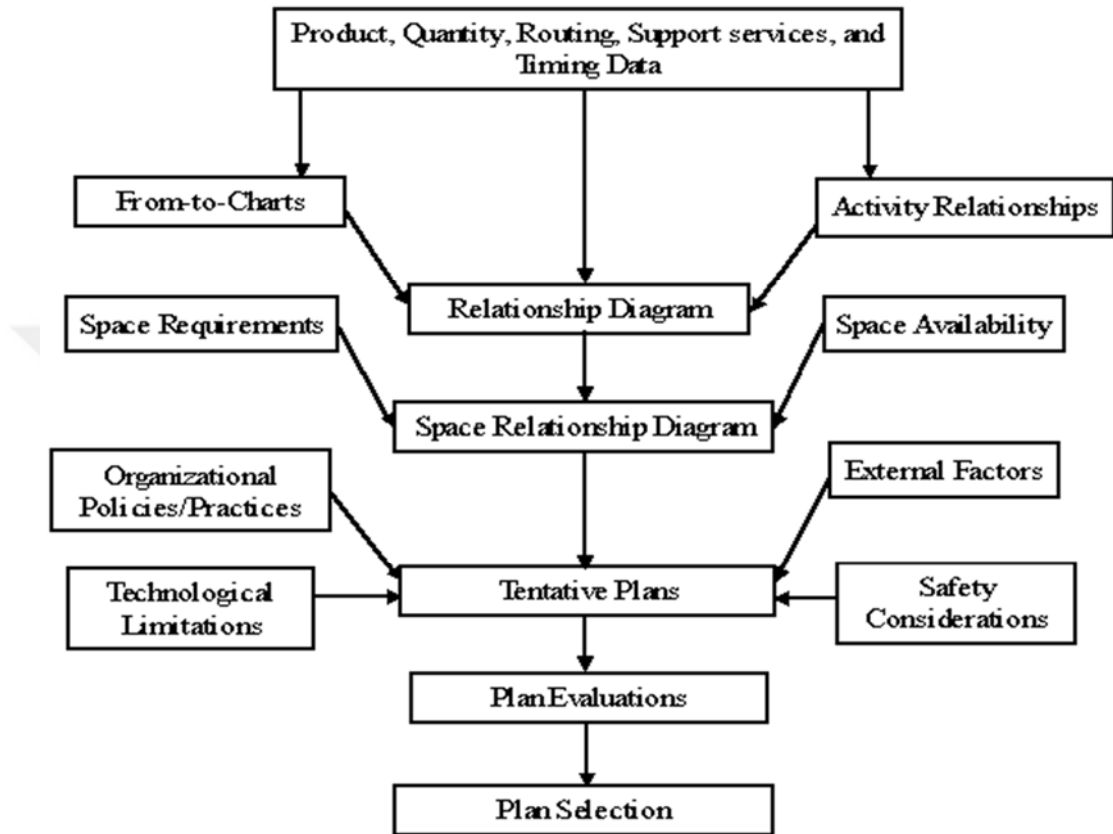 Product, Quantity, Routing, Support services, and
Timing Data
From-to-Charts
Activity Relationships
Relationship Diagram
Space Requirements
Space Availability
Space Relationship Diagram
Organizational
Policies/Practices
External Factors
Technological
Limitations
Tentative Plans
Safety
Considerations
Plan Evaluations
Plan Selection